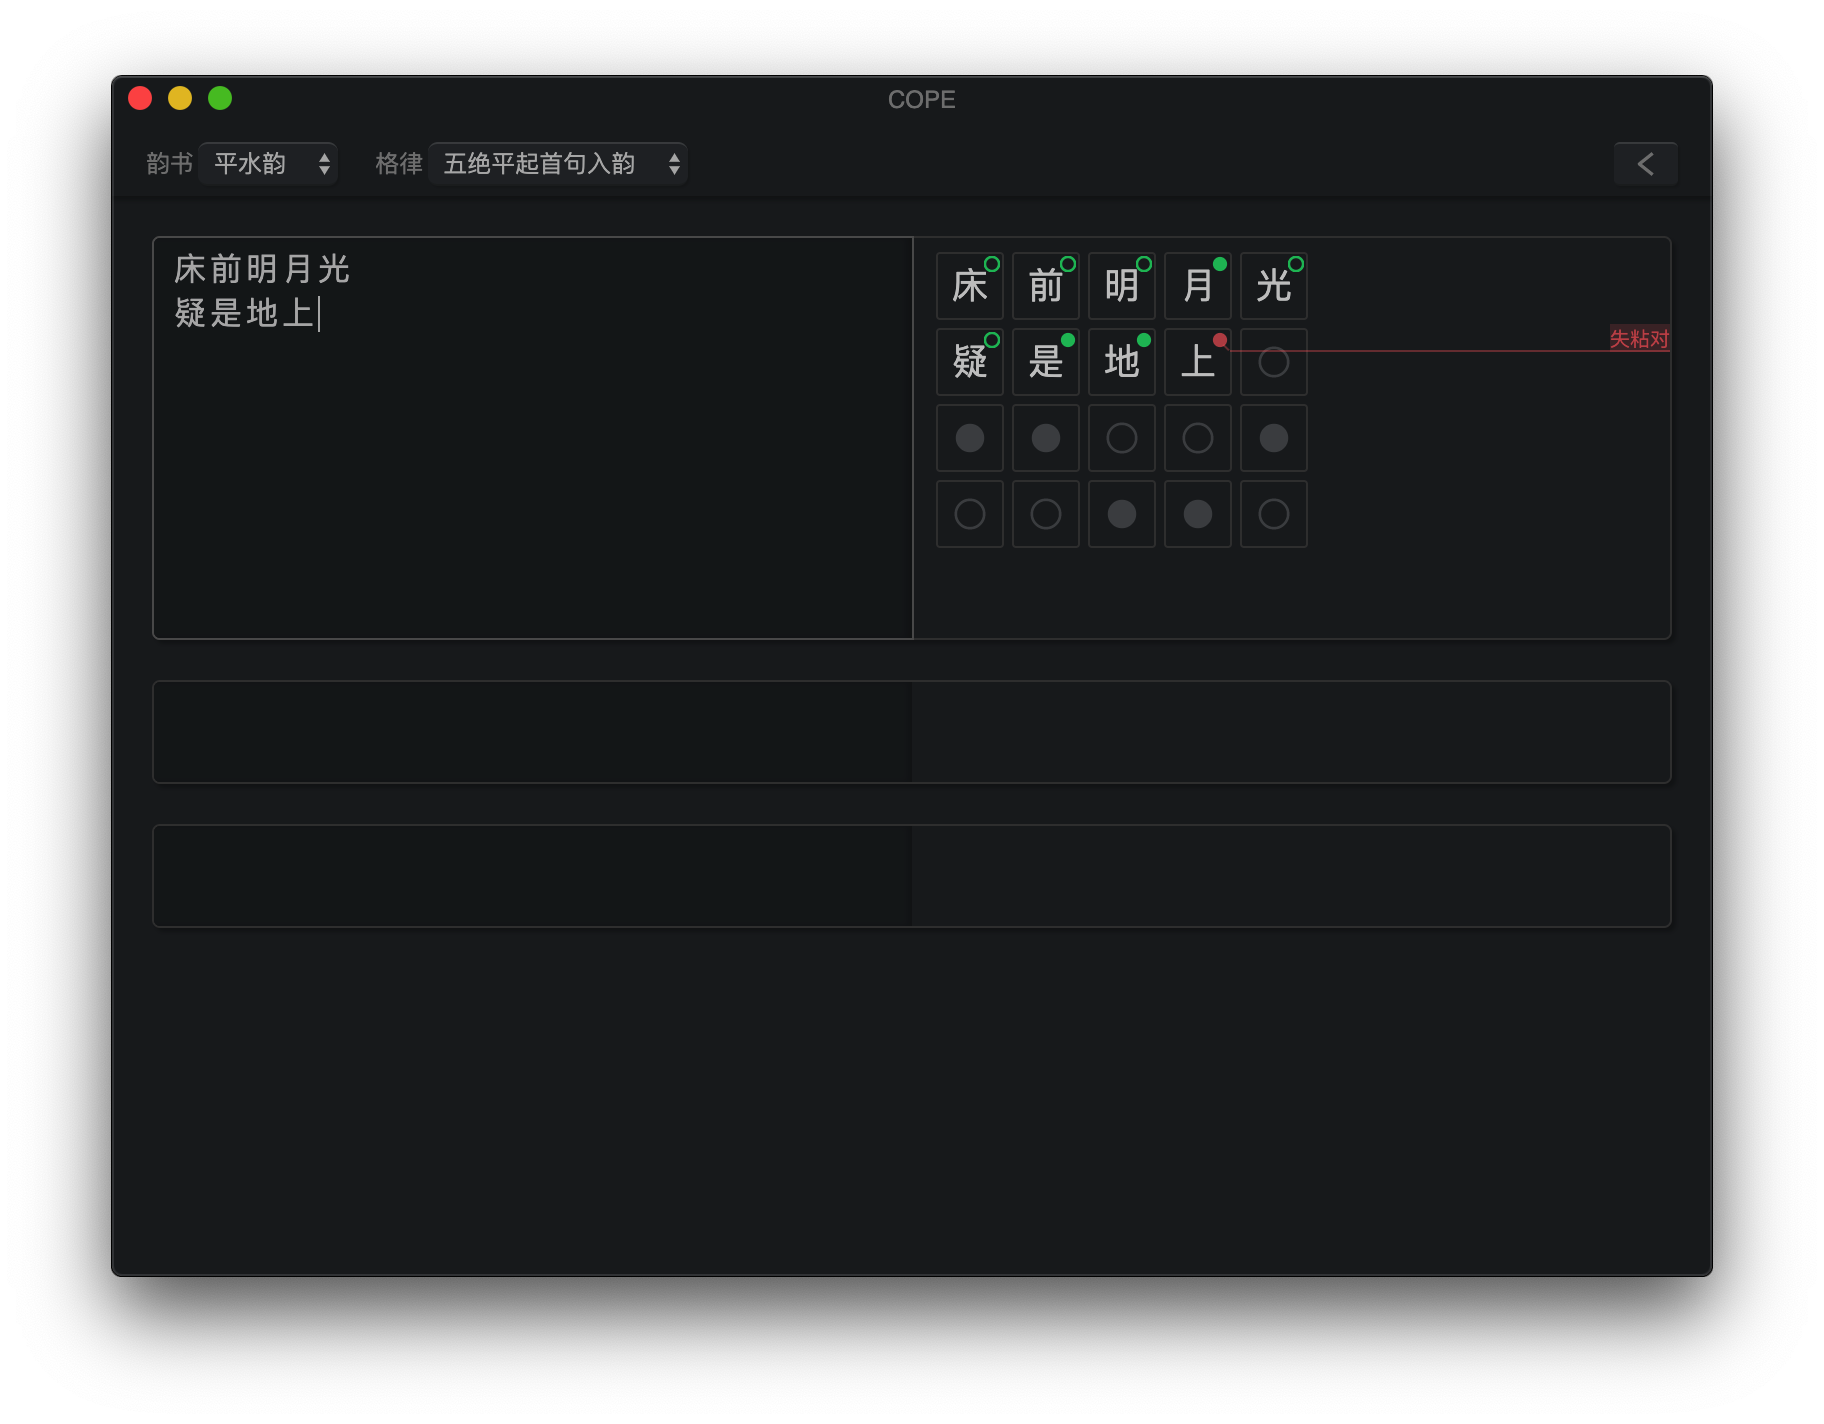 COPE
韵书 平水韵 格律 五绝平起首句入韵
床前明月光
疑是地上
床 前 明 月 光
疑 是 地 上
失粘对